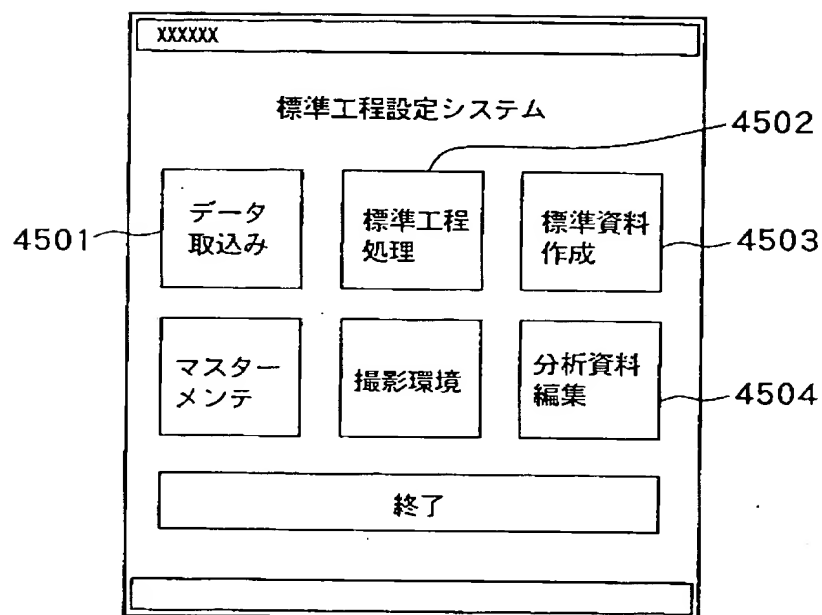 XXXXXX
標準工程設定システム
4502
データ
取込み
標準工程
処理
標準資料
作成
4501
4503
マスター
メンテ
撮影環境
分析資料
編集
4504
終了